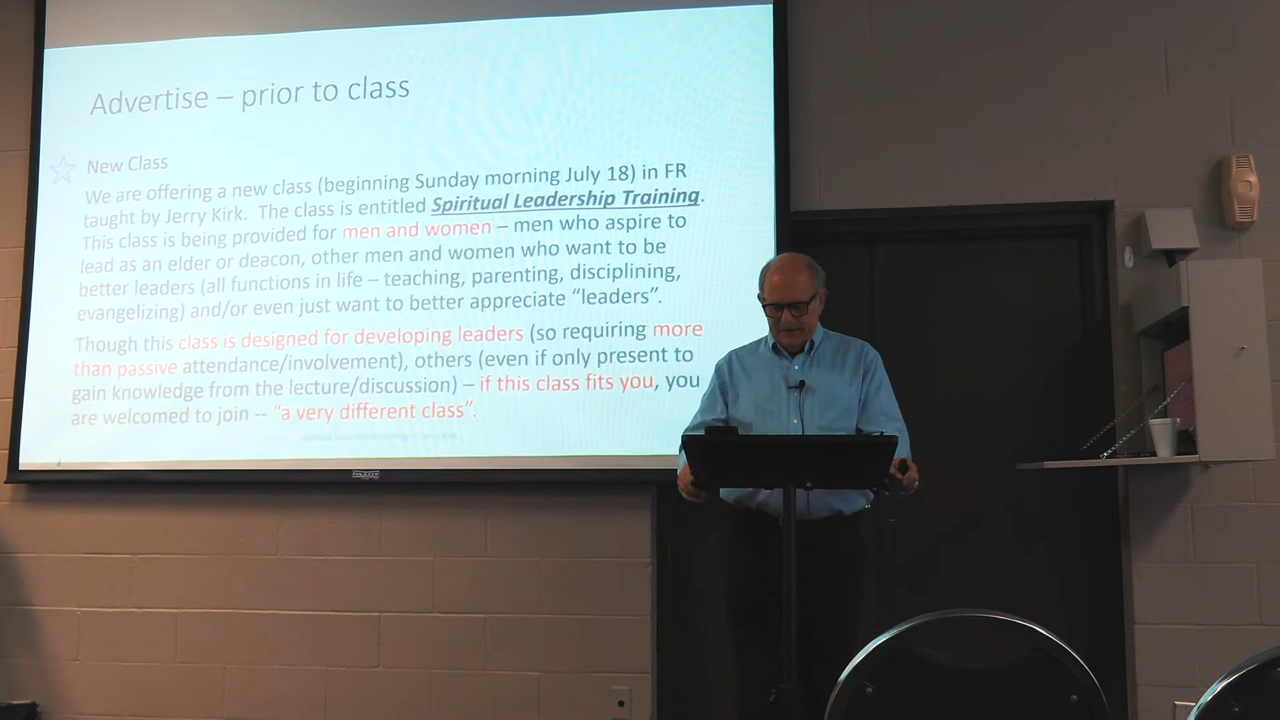 Advertise – prior to class
New Class
We are offering a new class (beginning Sunday morning July 18) in FR
taught by Jerry Kirk. The class is entitled Spiritual Leadership Training.
This class is being provided for men and women – men who aspire to
lead as an elder or deacon, other men and women who want to be
better leaders (all functions in life – teaching, parenting, disciplining,
evangelizing) and/or even just want to better appreciate “leaders”.
Though this class is designed for developing leaders (so requiring more
than passive attendance/involvement), others (even if only present to
gain knowledge from the lecture/discussion) – if this class fits you, you
are welcomed to join -- “a very different class”.
DA-LITE